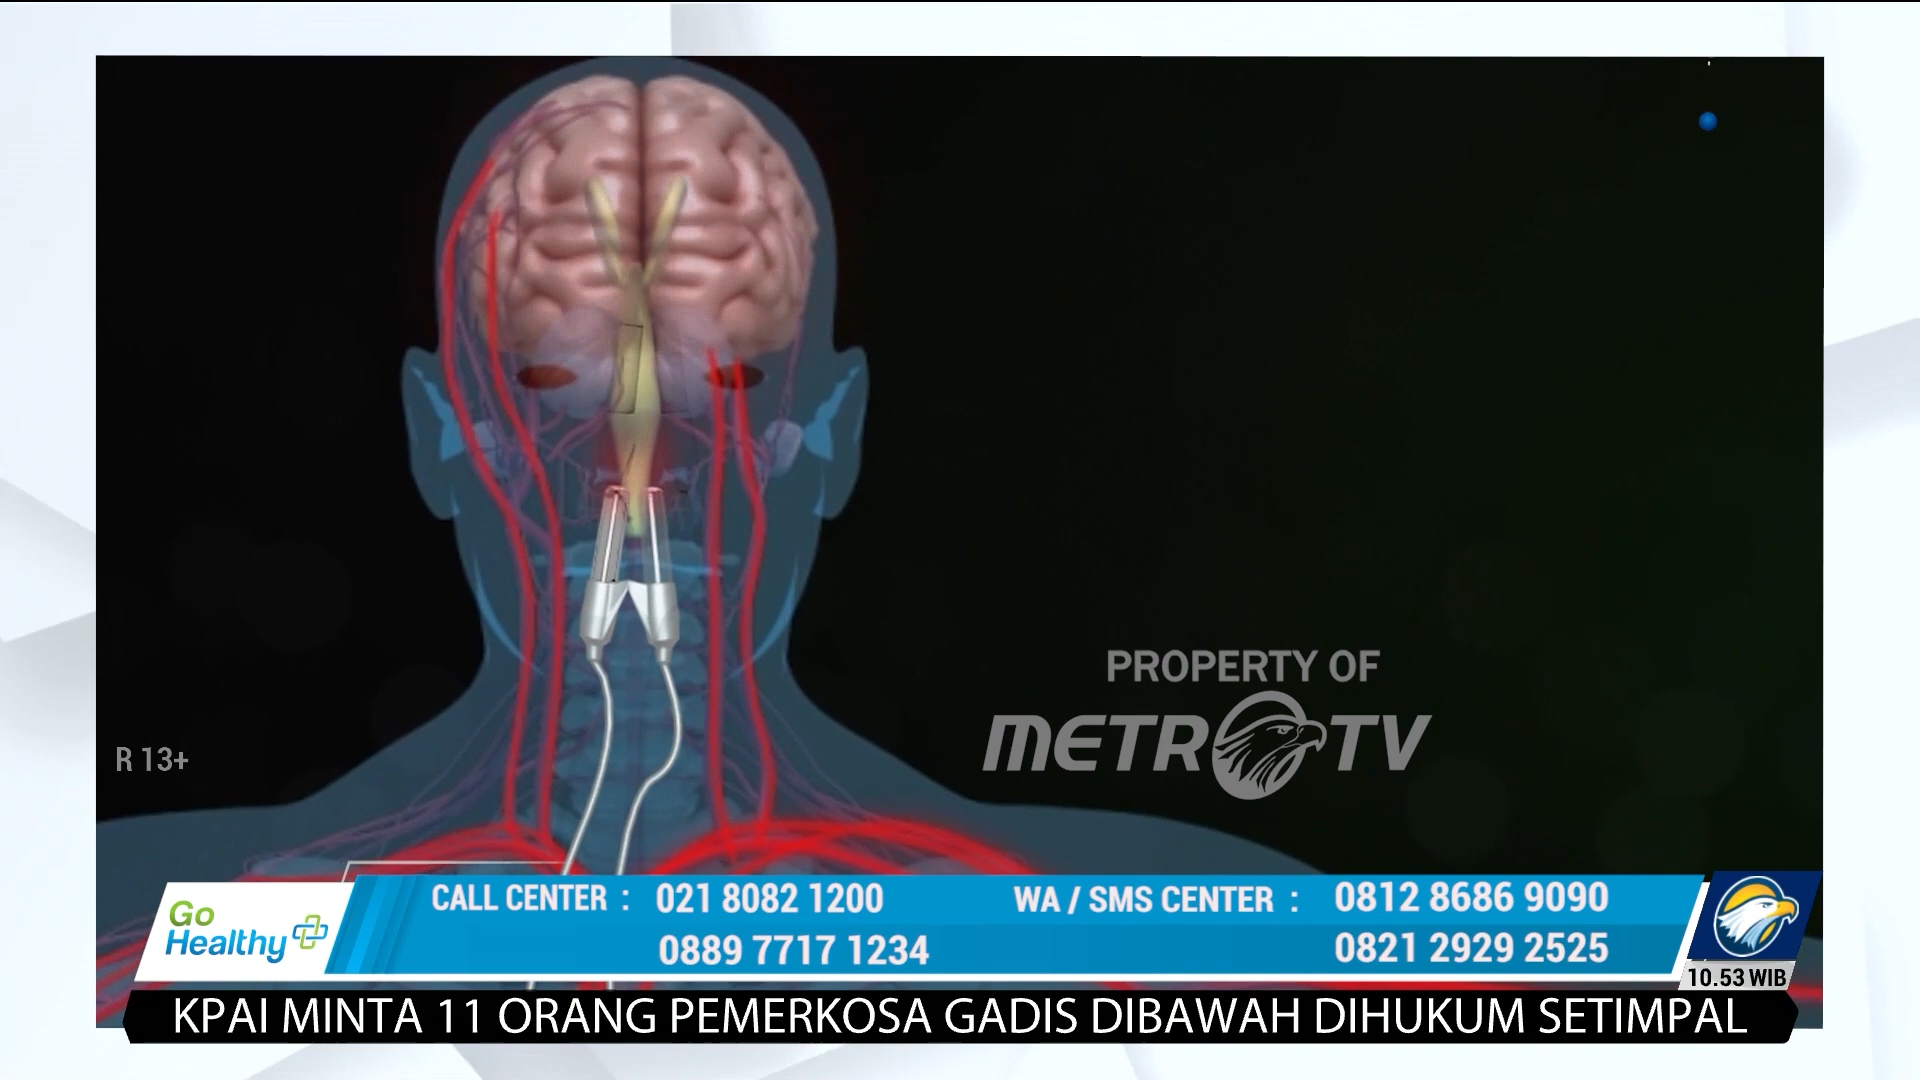 PROPERTY OF
METRO TV
R 13+
Go
Healthy
CALL CENTER : 021 8082 1200
0889 7717 1234
WA / SMS CENTER : 0812 8686 9090
0821 2929 2525
10.53 WIB
KPAI MINTA 11 ORANG PEMERKOSA GADIS DIBAWAH DIHUKUM SETIMPAL